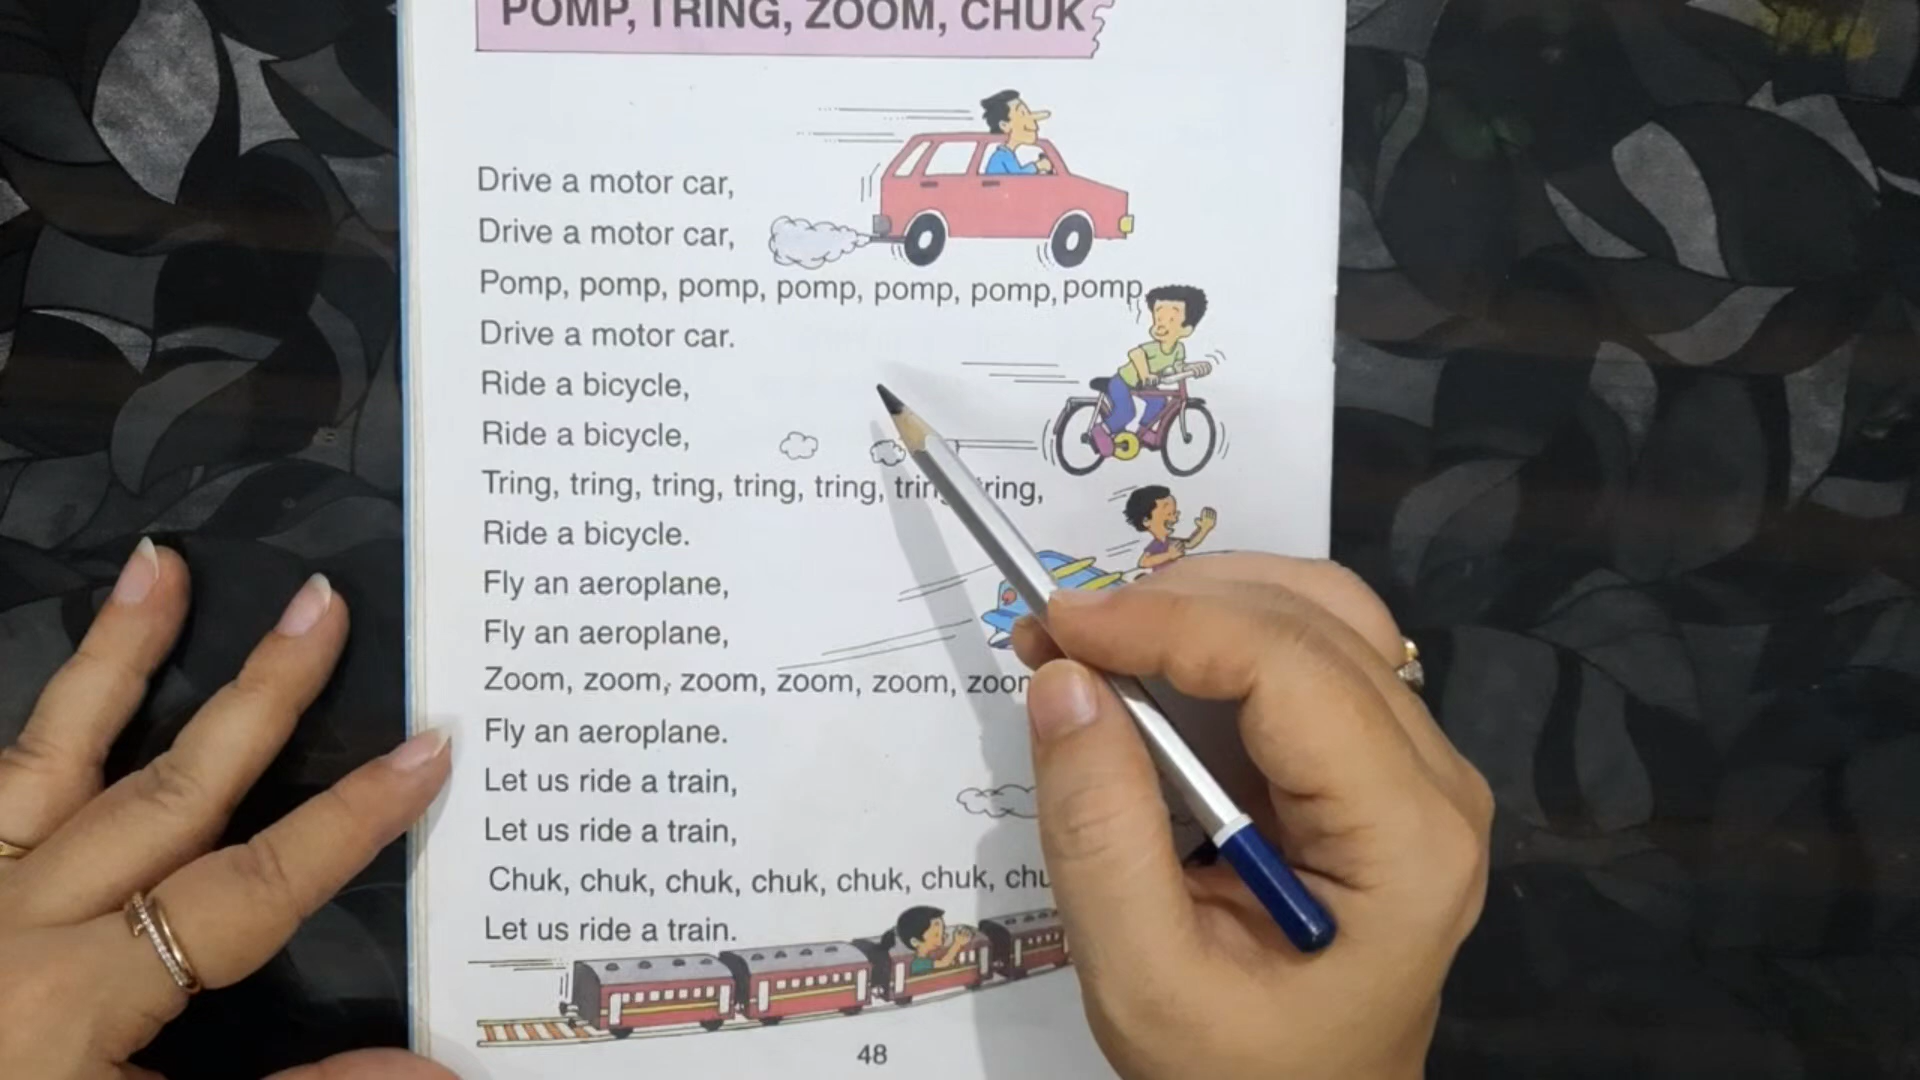 POMP, TRING, ZOOM, CHUK
Drive a motor car,
Drive a motor car,
Pomp, pomp, pomp, pomp, pomp, pomp, pomp,
Drive a motor car.
Ride a bicycle,
Ride a bicycle,
Tring, tring, tring, tring, tring, tring, tring,
Ride a bicycle.
Fly an aeroplane,
Fly an aeroplane,
Zoom, zoom, zoom, zoom, zoom,
Fly an aeroplane.
Let us ride a train,
Let us ride a train,
Chuk, chuk, chuk, chuk, chuk, chuk,
Let us ride a train.
48